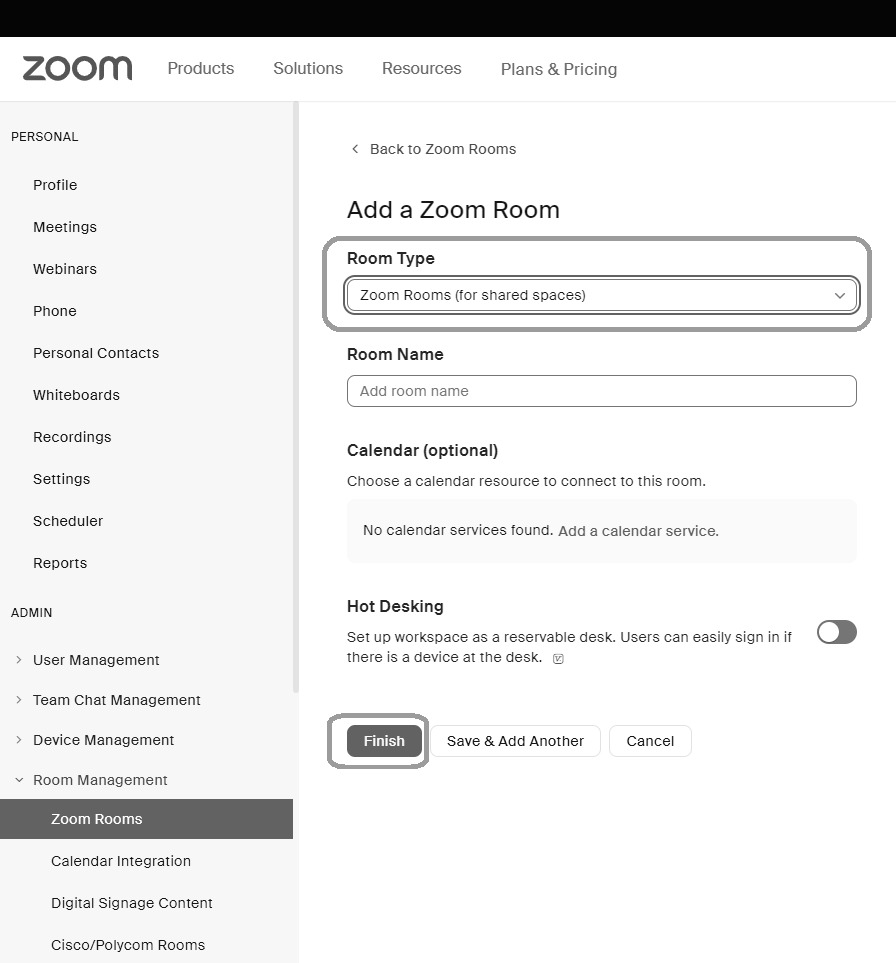 zoom
Products
Solutions
Resources
Plans & Pricing
PERSONAL
Profile
Meetings
Webinars
Phone
Personal Contacts
Whiteboards
Recordings
Settings
Scheduler
Reports
ADMIN
User Management
Team Chat Management
Device Management
Room Management
Zoom Rooms
Calendar Integration
Digital Signage Content
Cisco/Polycom Rooms
Back to Zoom Rooms
Add a Zoom Room
Room Type
Zoom Rooms (for shared spaces)
Room Name
Add room name
Calendar (optional)
Choose a calendar resource to connect to this room.
No calendar services found. Add a calendar service.
Hot Desking
Set up workspace as a reservable desk. Users can easily sign in if
there is a device at the desk.
Finish
Save & Add Another
Cancel